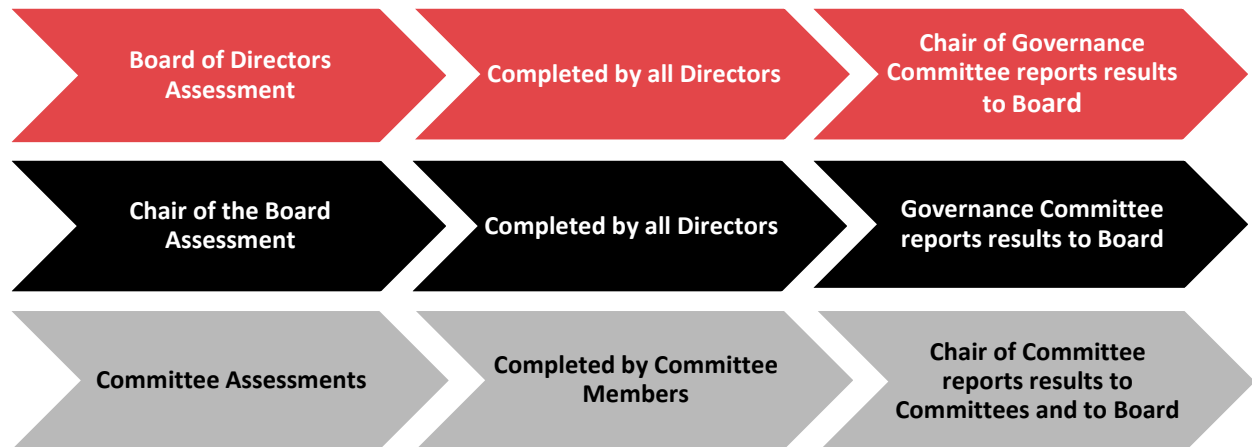 Board of Directors
Assessment
Completed by all Directors
Chair of Governance
Committee reports results
to Board
Chair of the Board
Assessment
Completed by all Directors
Governance Committee
reports results to Board
Committee Assessments
Completed by Committee
Members
Chair of Committee
reports results to
Committees and to Board